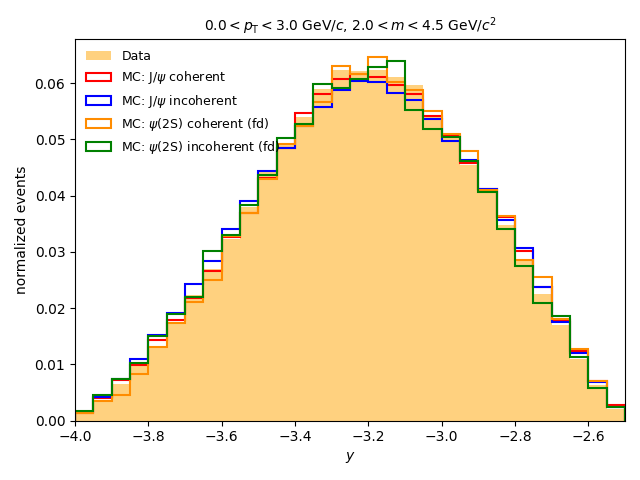 0.0 < p_T < 3.0 GeV/c, 2.0 < m < 4.5 GeV/c²
Data
MC: J/ψ coherent
MC: J/ψ incoherent
MC: ψ(2S) coherent (fd)
MC: ψ(2S) incoherent (fd)
normalized events
0.06
0.05
0.04
0.03
0.02
0.01
0.00
−4.0 −3.8 −3.6 −3.4 −3.2 −3.0 −2.8 −2.6
y